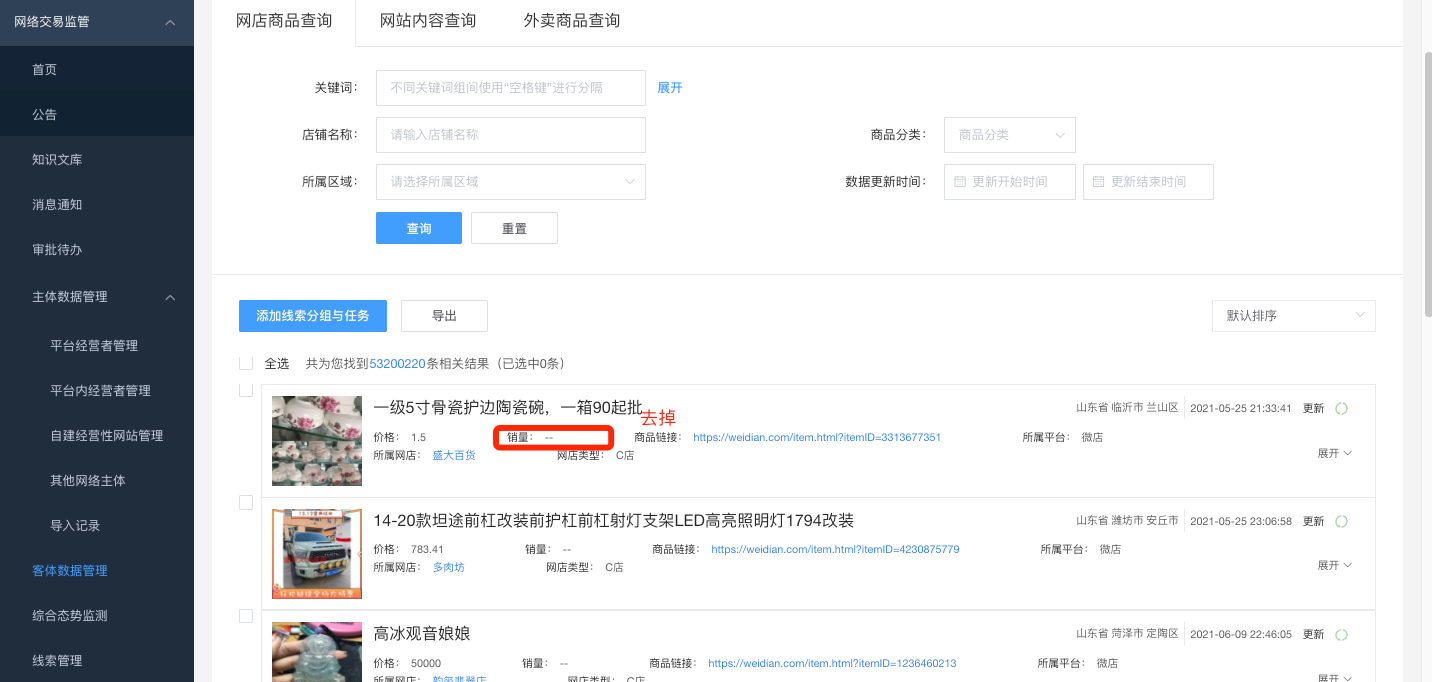 网络交易监管
首页
公告
知识文库
消息通知
审批待办
主体数据管理
平台经营者管理
平台内经营者管理
自建经营性网站管理
其他网络主体
导入记录
客体数据管理
综合态势监测
线索管理
网店商品查询 网站内容查询 外卖商品查询
关键词： 不同关键词组间使用“空格键”进行分隔 展开
店铺名称： 请输入店铺名称 商品分类： 商品分类
所属区域： 请选择所属区域 数据更新时间： 更新开始时间 更新结束时间
查询 重置
添加线索分组与任务 导出 默认排序
全选 共为您找到53200220条相关结果（已选中0条）
一级5寸骨瓷护边陶瓷碗，一箱90起批 去掉 山东省 临沂市 兰山区 2021-05-25 21:33:41 更新
价格： 1.5 销量： -- 商品链接： https://weidian.com/item.html?itemID=3313677351 所属平台： 微店
所属网店： 盛大百货 网店类型： C店 展开
14-20款坦途前杠改装前护杠前杠射灯支架LED高亮照明灯1794改装 山东省 潍坊市 安丘市 2021-05-25 23:06:58 更新
价格： 783.41 销量： -- 商品链接： https://weidian.com/item.html?itemID=4230875779 所属平台： 微店
所属网店： 多肉坊 网店类型： C店 展开
高冰观音娘娘 山东省 菏泽市 定陶区 2021-06-09 22:46:05 更新
价格： 50000 销量： -- 商品链接： https://weidian.com/item.html?itemID=1236460213 所属平台： 微店
所属网店： 网店类型： C店 展开